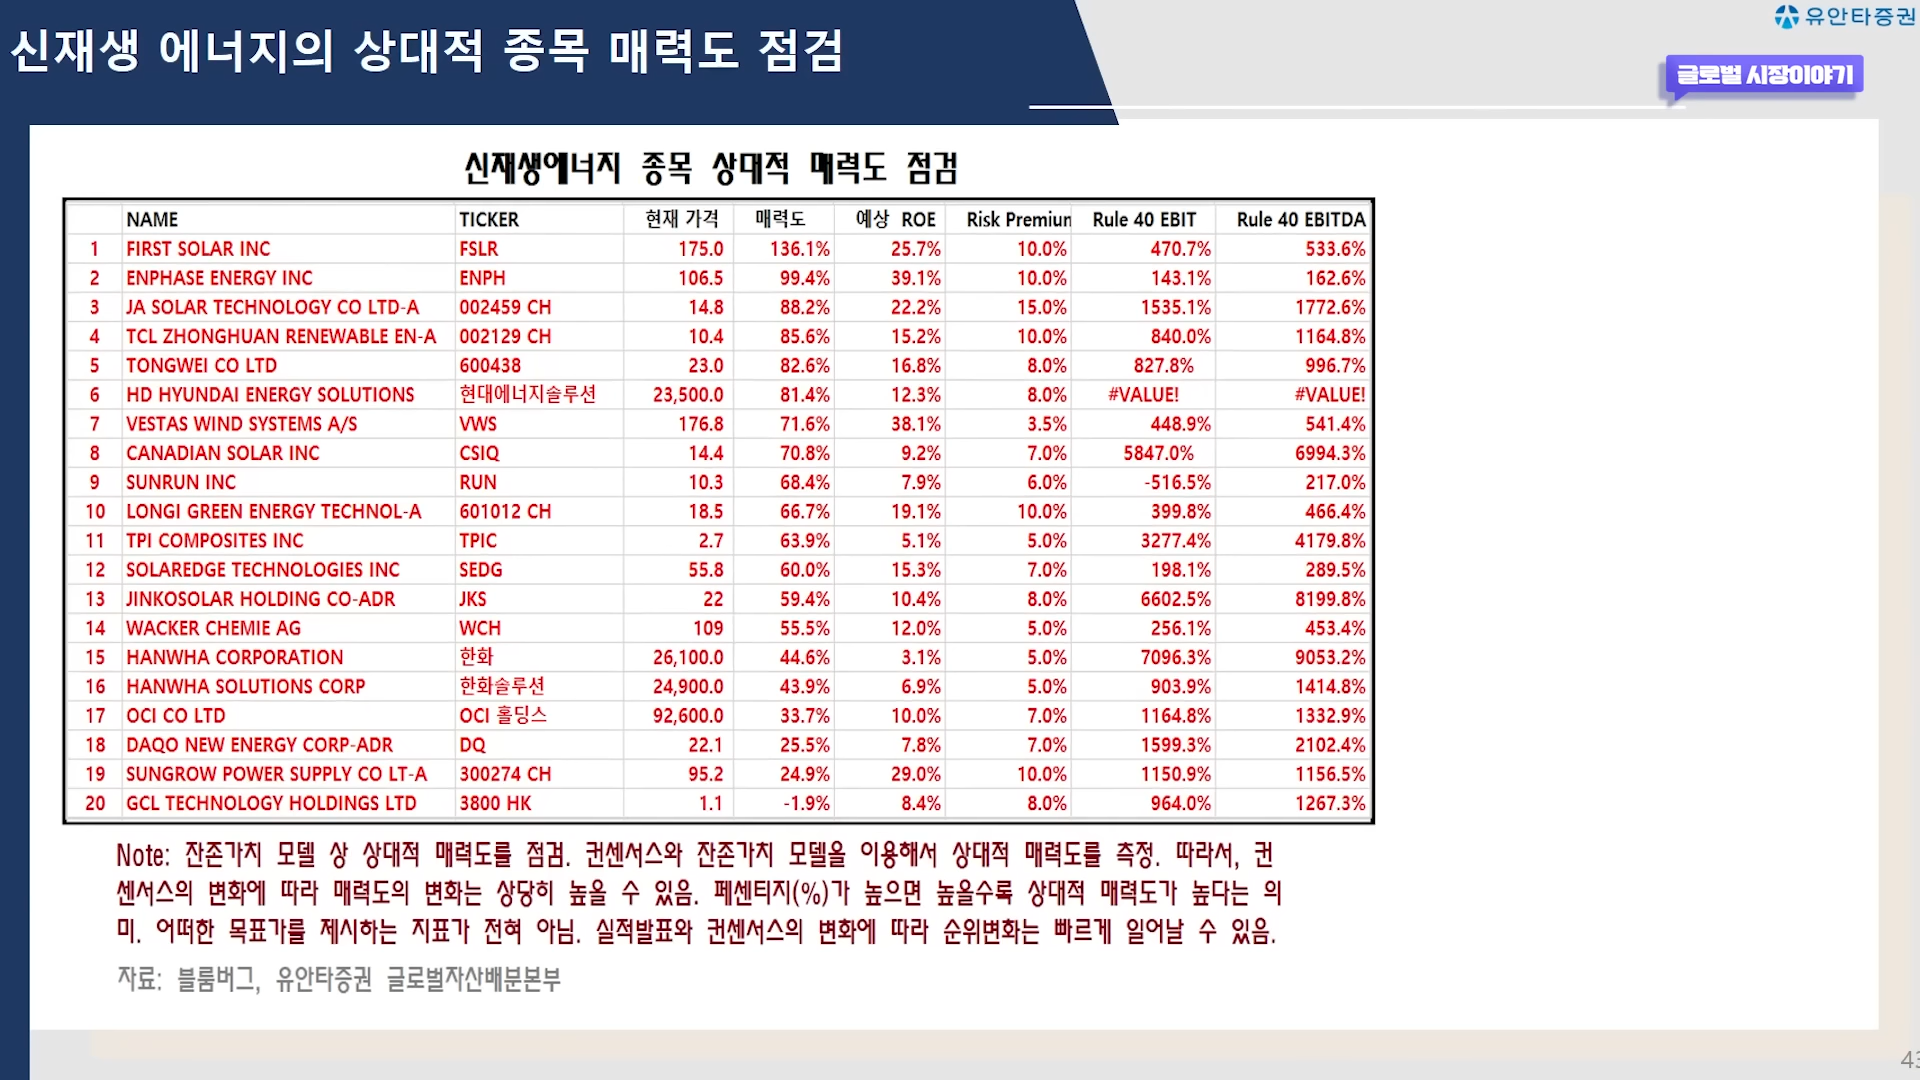 신재생 에너지의 상대적 종목 매력도 점검
유안타증권
글로벌 시장이야기
신재생에너지 종목 상대적 매력도 점검
NAME TICKER 현재 가격 매력도 예상 ROE Risk Premiun Rule 40 EBIT Rule 40 EBITDA
1 FIRST SOLAR INC FSLR 175.0 136.1% 25.7% 10.0% 470.7% 533.6%
2 ENPHASE ENERGY INC ENPH 106.5 99.4% 39.1% 10.0% 143.1% 162.6%
3 JA SOLAR TECHNOLOGY CO LTD-A 002459 CH 14.8 88.2% 22.2% 15.0% 1535.1% 1772.6%
4 TCL ZHONGHUAN RENEWABLE EN-A 002129 CH 10.4 85.6% 15.2% 10.0% 840.0% 1164.8%
5 TONGWEI CO LTD 600438 23.0 82.6% 16.8% 8.0% 827.8% 996.7%
6 HD HYUNDAI ENERGY SOLUTIONS 현대에너지솔루션 23,500.0 81.4% 12.3% 8.0% #VALUE! #VALUE!
7 VESTAS WIND SYSTEMS A/S VWS 176.8 71.6% 38.1% 3.5% 448.9% 541.4%
8 CANADIAN SOLAR INC CSIQ 14.4 70.8% 9.2% 7.0% 5847.0% 6994.3%
9 SUNRUN INC RUN 10.3 68.4% 7.9% 6.0% -516.5% 217.0%
10 LONGI GREEN ENERGY TECHNOL-A 601012 CH 18.5 66.7% 19.1% 10.0% 399.8% 466.4%
11 TPI COMPOSITES INC TPIC 2.7 63.9% 5.1% 5.0% 3277.4% 4179.8%
12 SOLAREDGE TECHNOLOGIES INC SEDG 55.8 60.0% 15.3% 7.0% 198.1% 289.5%
13 JINKOSOLAR HOLDING CO-ADR JKS 22 59.4% 10.4% 8.0% 6602.5% 8199.8%
14 WACKER CHEMIE AG WCH 109 55.5% 12.0% 5.0% 256.1% 453.4%
15 HANWHA CORPORATION 한화 26,100.0 44.6% 3.1% 5.0% 7096.3% 9053.2%
16 HANWHA SOLUTIONS CORP 한화솔루션 24,900.0 43.9% 6.9% 5.0% 903.9% 1414.8%
17 OCI CO LTD OCI 홀딩스 92,600.0 33.7% 10.0% 7.0% 1164.8% 1332.9%
18 DAQO NEW ENERGY CORP-ADR DQ 22.1 25.5% 7.8% 7.0% 1599.3% 2102.4%
19 SUNGROW POWER SUPPLY CO LT-A 300274 CH 95.2 24.9% 29.0% 10.0% 1150.9% 1156.5%
20 GCL TECHNOLOGY HOLDINGS LTD 3800 HK 1.1 -1.9% 8.4% 8.0% 964.0% 1267.3%
Note: 잔존가치 모델 상 상대적 매력도를 점검. 컨센서스와 잔존가치 모델을 이용해서 상대적 매력도를 측정. 따라서, 컨
센서스의 변화에 따라 매력도의 변화는 상당히 높을 수 있음. 페센티지(%)가 높으면 높을수록 상대적 매력도가 높다는 의
미. 어떠한 목표가를 제시하는 지표가 전혀 아님. 실적발표와 컨센서스의 변화에 따라 순위변화는 빠르게 일어날 수 있음.
자료: 블룸버그, 유안타증권 글로벌자산배분본부
43